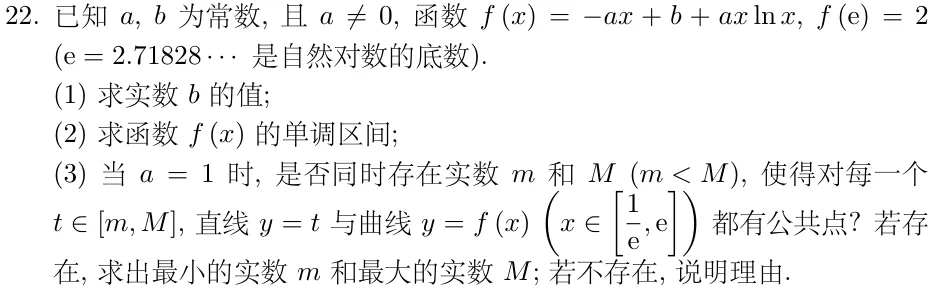 22. 已知 a, b 为常数, 且 a ≠ 0, 函数 f (x) = −ax + b + ax ln x, f (e) = 2
(e = 2.71828 · · · 是自然对数的底数).
(1) 求实数 b 的值;
(2) 求函数 f (x) 的单调区间;
(3) 当 a = 1 时, 是否同时存在实数 m 和 M (m < M), 使得对每一个
t ∈ [m, M], 直线 y = t 与曲线 y = f (x) (x ∈ [1/e, e]) 都有公共点? 若存
在, 求出最小的实数 m 和最大的实数 M; 若不存在, 说明理由.